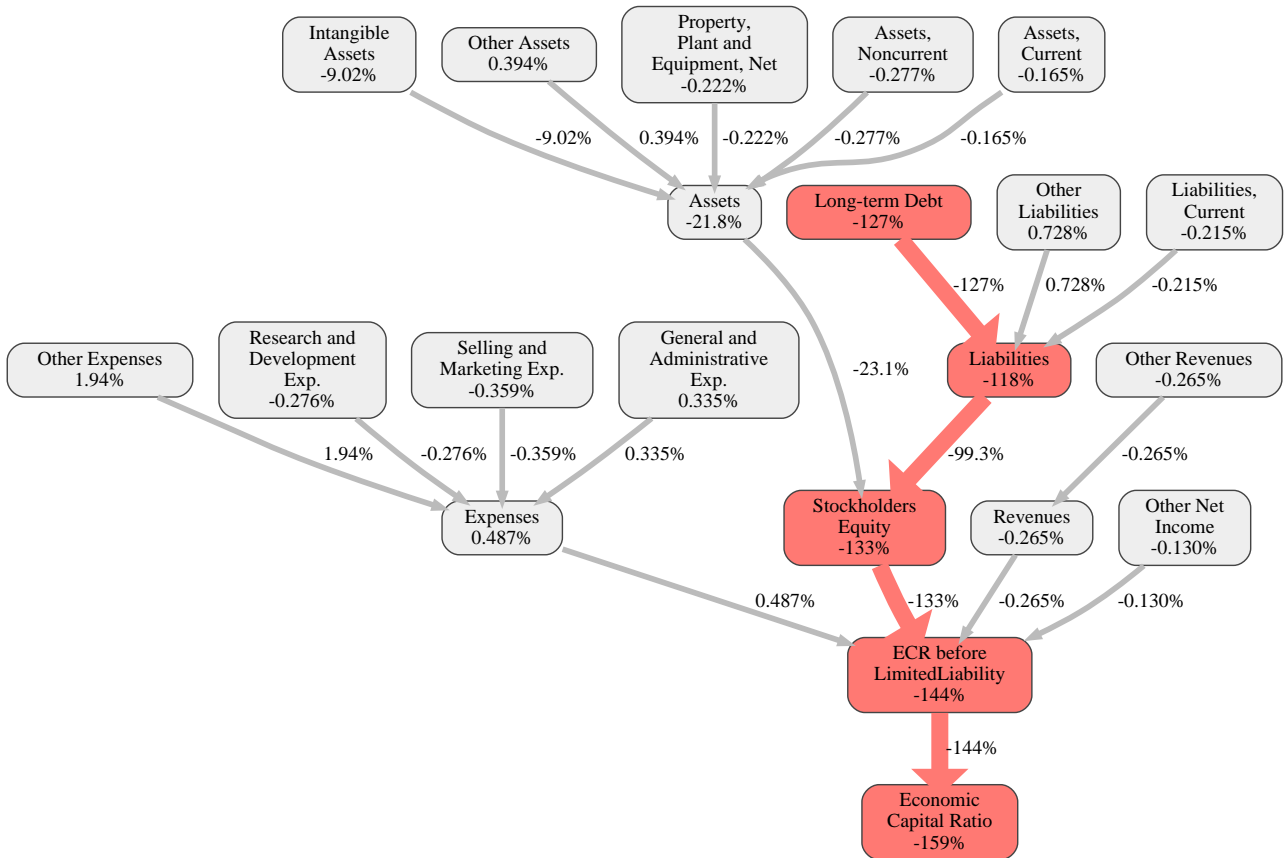 Intangible
Assets
-9.02%
Other Assets
0.394%
Property,
Plant and
Equipment, Net
-0.222%
Assets,
Noncurrent
-0.277%
Assets,
Current
-0.165%
-9.02%
0.394%
-0.222%
-0.277%
-0.165%
Assets
-21.8%
Long-term Debt
-127%
Other
Liabilities
0.728%
Liabilities,
Current
-0.215%
-127%
0.728%
-0.215%
Other Expenses
1.94%
Research and
Development
Exp.
-0.276%
Selling and
Marketing Exp.
-0.359%
General and
Administrative
Exp.
0.335%
-23.1%
Liabilities
-118%
Other Revenues
-0.265%
1.94%
-0.276%
-0.359%
0.335%
-99.3%
-0.265%
Expenses
0.487%
Stockholders
Equity
-133%
Revenues
-0.265%
Other Net
Income
-0.130%
0.487%
-133%
-0.265%
-0.130%
ECR before
LimitedLiability
-144%
-144%
Economic
Capital Ratio
-159%